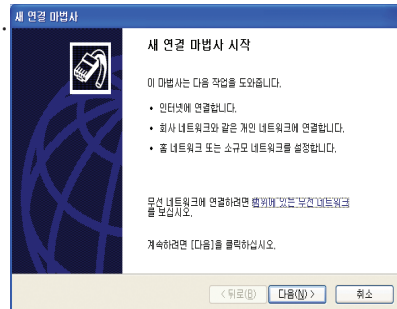 새 연결 마법사
새 연결 마법사 시작
이 마법사는 다음 작업을 도와줍니다.
• 인터넷에 연결합니다.
• 회사 네트워크와 같은 개인 네트워크에 연결합니다.
• 홈 네트워크 또는 소규모 네트워크를 설정합니다.
무선 네트워크에 연결하려면 범위에 있는 무선 네트워크
를 보십시오.
계속하려면 [다음]을 클릭하십시오.
< 뒤로(B) 다음(N) > 취소